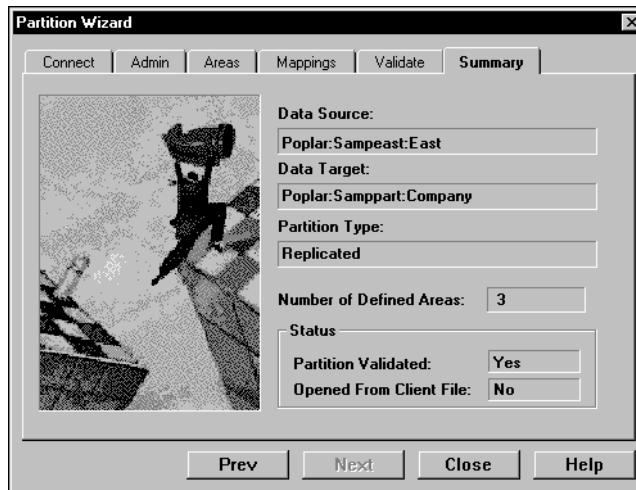 Partition Wizard
Connect Admin Areas Mappings Validate Summary
Data Source:
Poplar:Sampeast:East
Data Target:
Poplar:Samppart:Company
Partition Type:
Replicated
Number of Defined Areas: 3
Status
Partition Validated: Yes
Opened From Client File: No
Prev Next Close Help